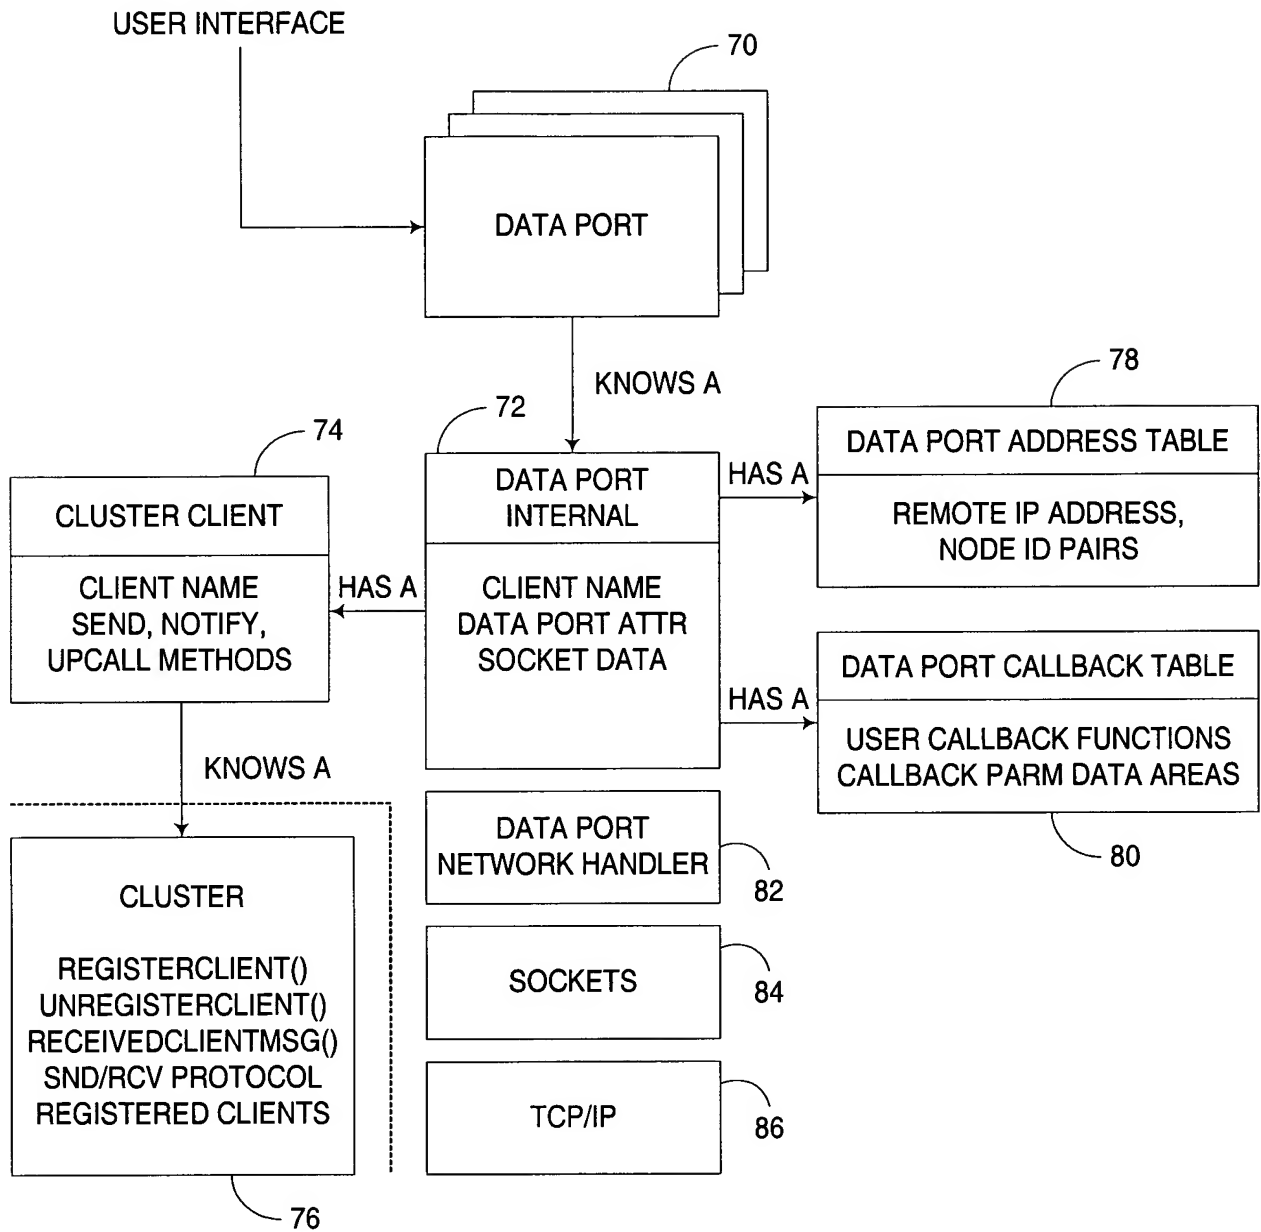 USER INTERFACE
70
DATA PORT
KNOWS A
72
DATA PORT
INTERNAL
CLIENT NAME
DATA PORT ATTR
SOCKET DATA
HAS A
78
DATA PORT ADDRESS TABLE
REMOTE IP ADDRESS,
NODE ID PAIRS
HAS A
DATA PORT CALLBACK TABLE
USER CALLBACK FUNCTIONS
CALLBACK PARM DATA AREAS
80
74
CLUSTER CLIENT
CLIENT NAME
SEND, NOTIFY,
UPCALL METHODS
HAS A
KNOWS A
CLUSTER
REGISTERCLIENT()
UNREGISTERCLIENT()
RECEIVEDCLIENTMSG()
SND/RCV PROTOCOL
REGISTERED CLIENTS
76
DATA PORT
NETWORK HANDLER
82
SOCKETS
84
TCP/IP
86